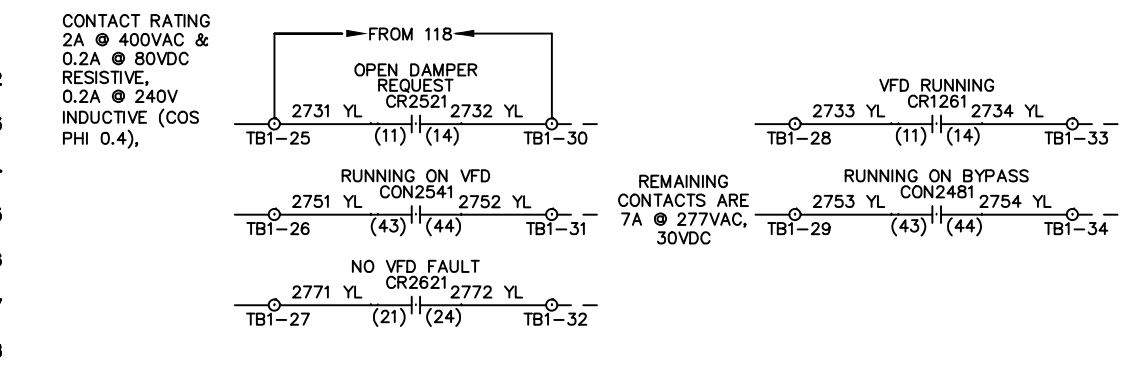 CONTACT RATING
2A @ 400VAC &
0.2A @ 80VDC
RESISTIVE,
0.2A @ 240V
INDUCTIVE (COS
PHI 0.4),
FROM 118
OPEN DAMPER
REQUEST
CR2521
2731 YL 2732 YL
TB1-25 (11) (14) TB1-30
VFD RUNNING
CR1261
2733 YL 2734 YL
TB1-28 (11) (14) TB1-33
RUNNING ON VFD
CON2541
2751 YL 2752 YL
TB1-26 (43) (44) TB1-31
REMAINING
CONTACTS ARE
7A @ 277VAC,
30VDC
RUNNING ON BYPASS
CON2481
2753 YL 2754 YL
TB1-29 (43) (44) TB1-34
NO VFD FAULT
CR2621
2771 YL 2772 YL
TB1-27 (21) (24) TB1-32